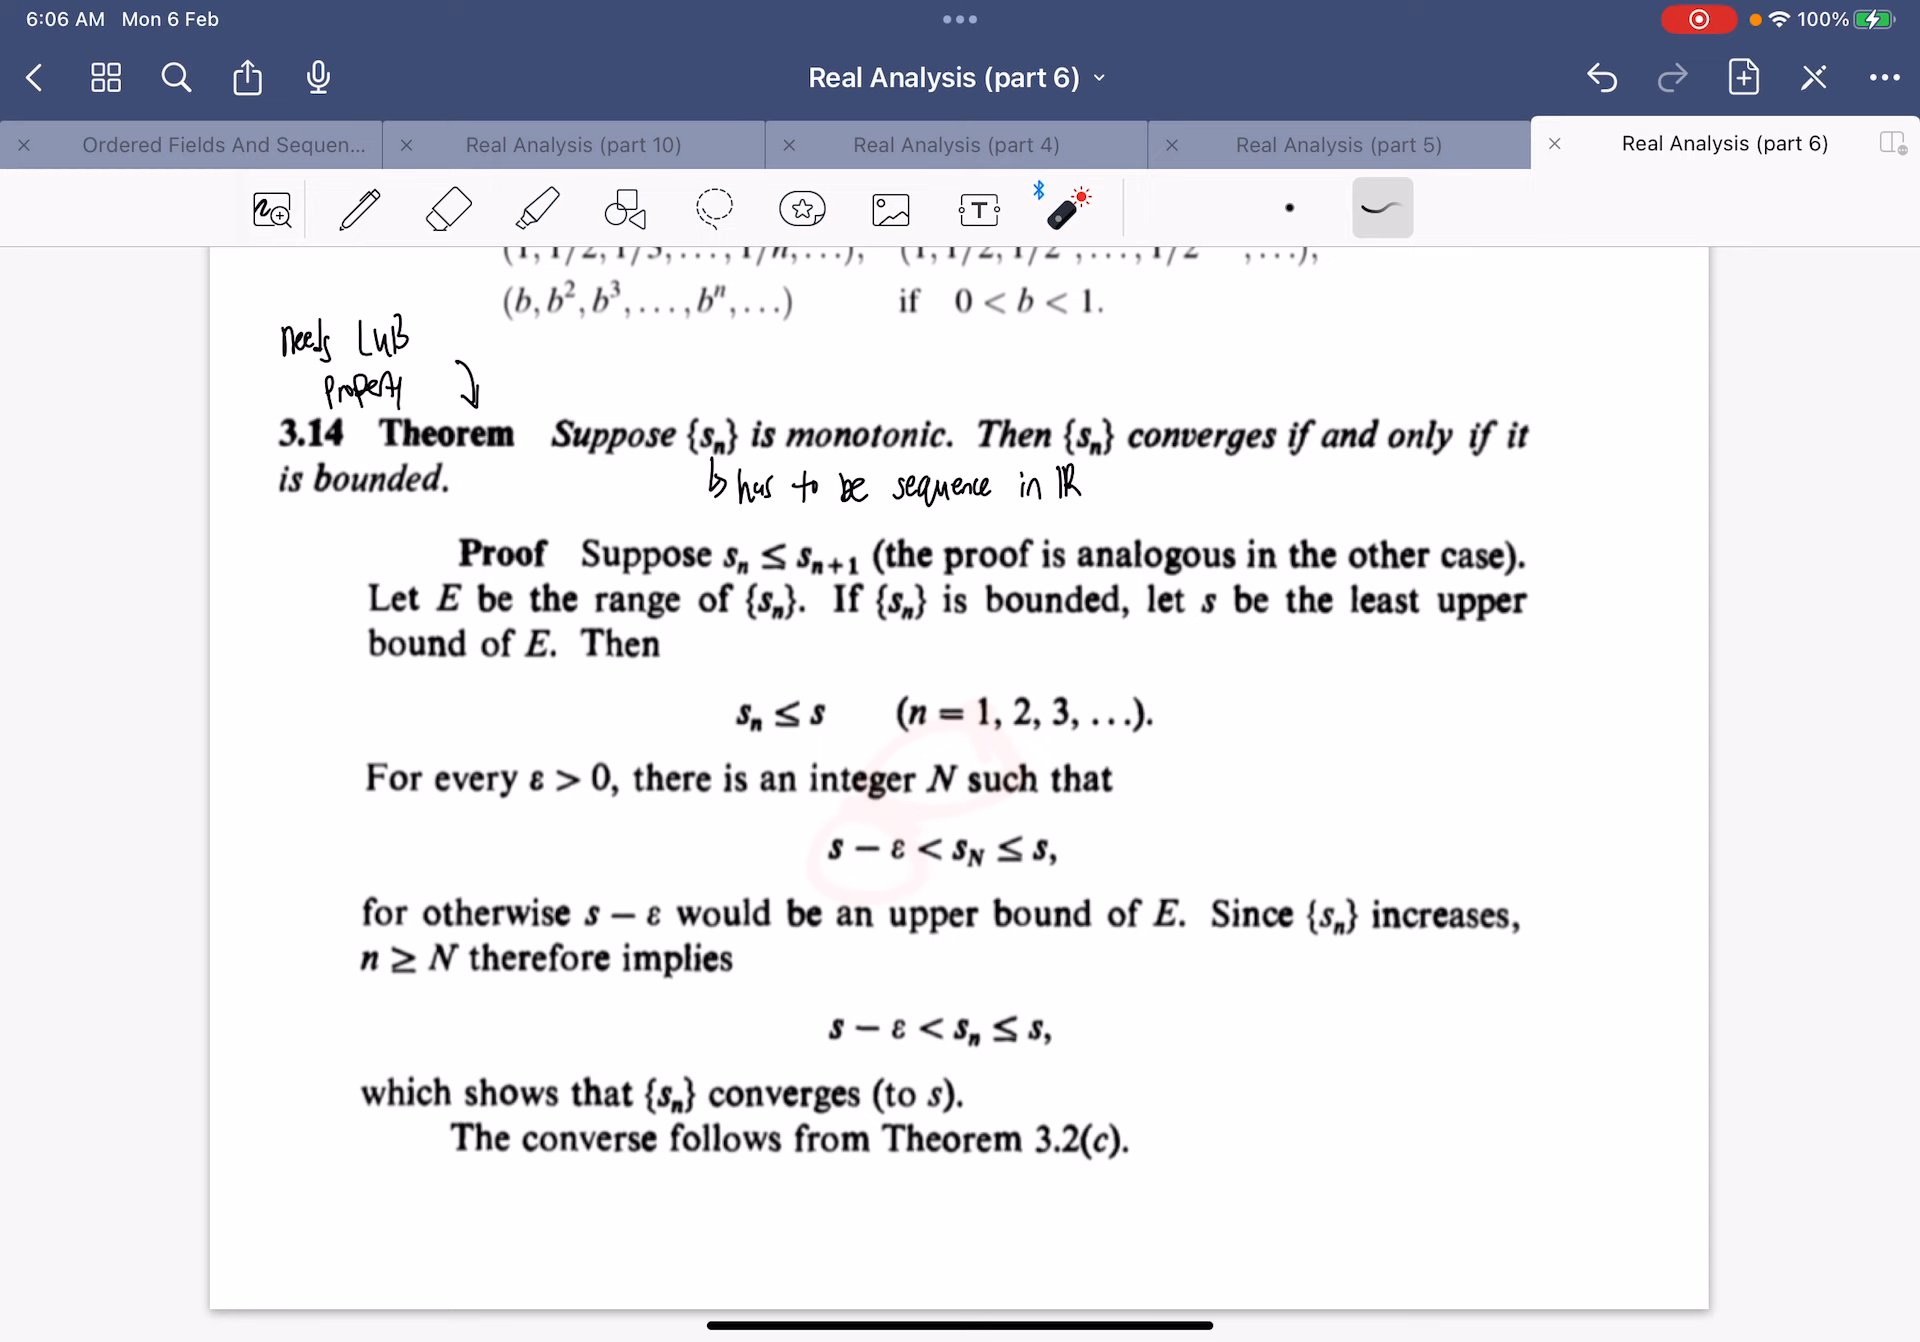 6:06 AM Mon 6 Feb
100%
Real Analysis (part 6)
Ordered Fields And Sequen...
Real Analysis (part 10)
Real Analysis (part 4)
Real Analysis (part 5)
Real Analysis (part 6)
(b, b², b³, . . . , bⁿ, . . .) if 0 < b < 1.
needs LUB
property
3.14 Theorem Suppose {sₙ} is monotonic. Then {sₙ} converges if and only if it
is bounded.
↳ has to be sequence in ℝ
Proof Suppose sₙ ≤ sₙ₊₁ (the proof is analogous in the other case).
Let E be the range of {sₙ}. If {sₙ} is bounded, let s be the least upper
bound of E. Then
sₙ ≤ s (n = 1, 2, 3, . . .).
For every ε > 0, there is an integer N such that
s − ε < s_N ≤ s,
for otherwise s − ε would be an upper bound of E. Since {sₙ} increases,
n ≥ N therefore implies
s − ε < sₙ ≤ s,
which shows that {sₙ} converges (to s).
The converse follows from Theorem 3.2(c).